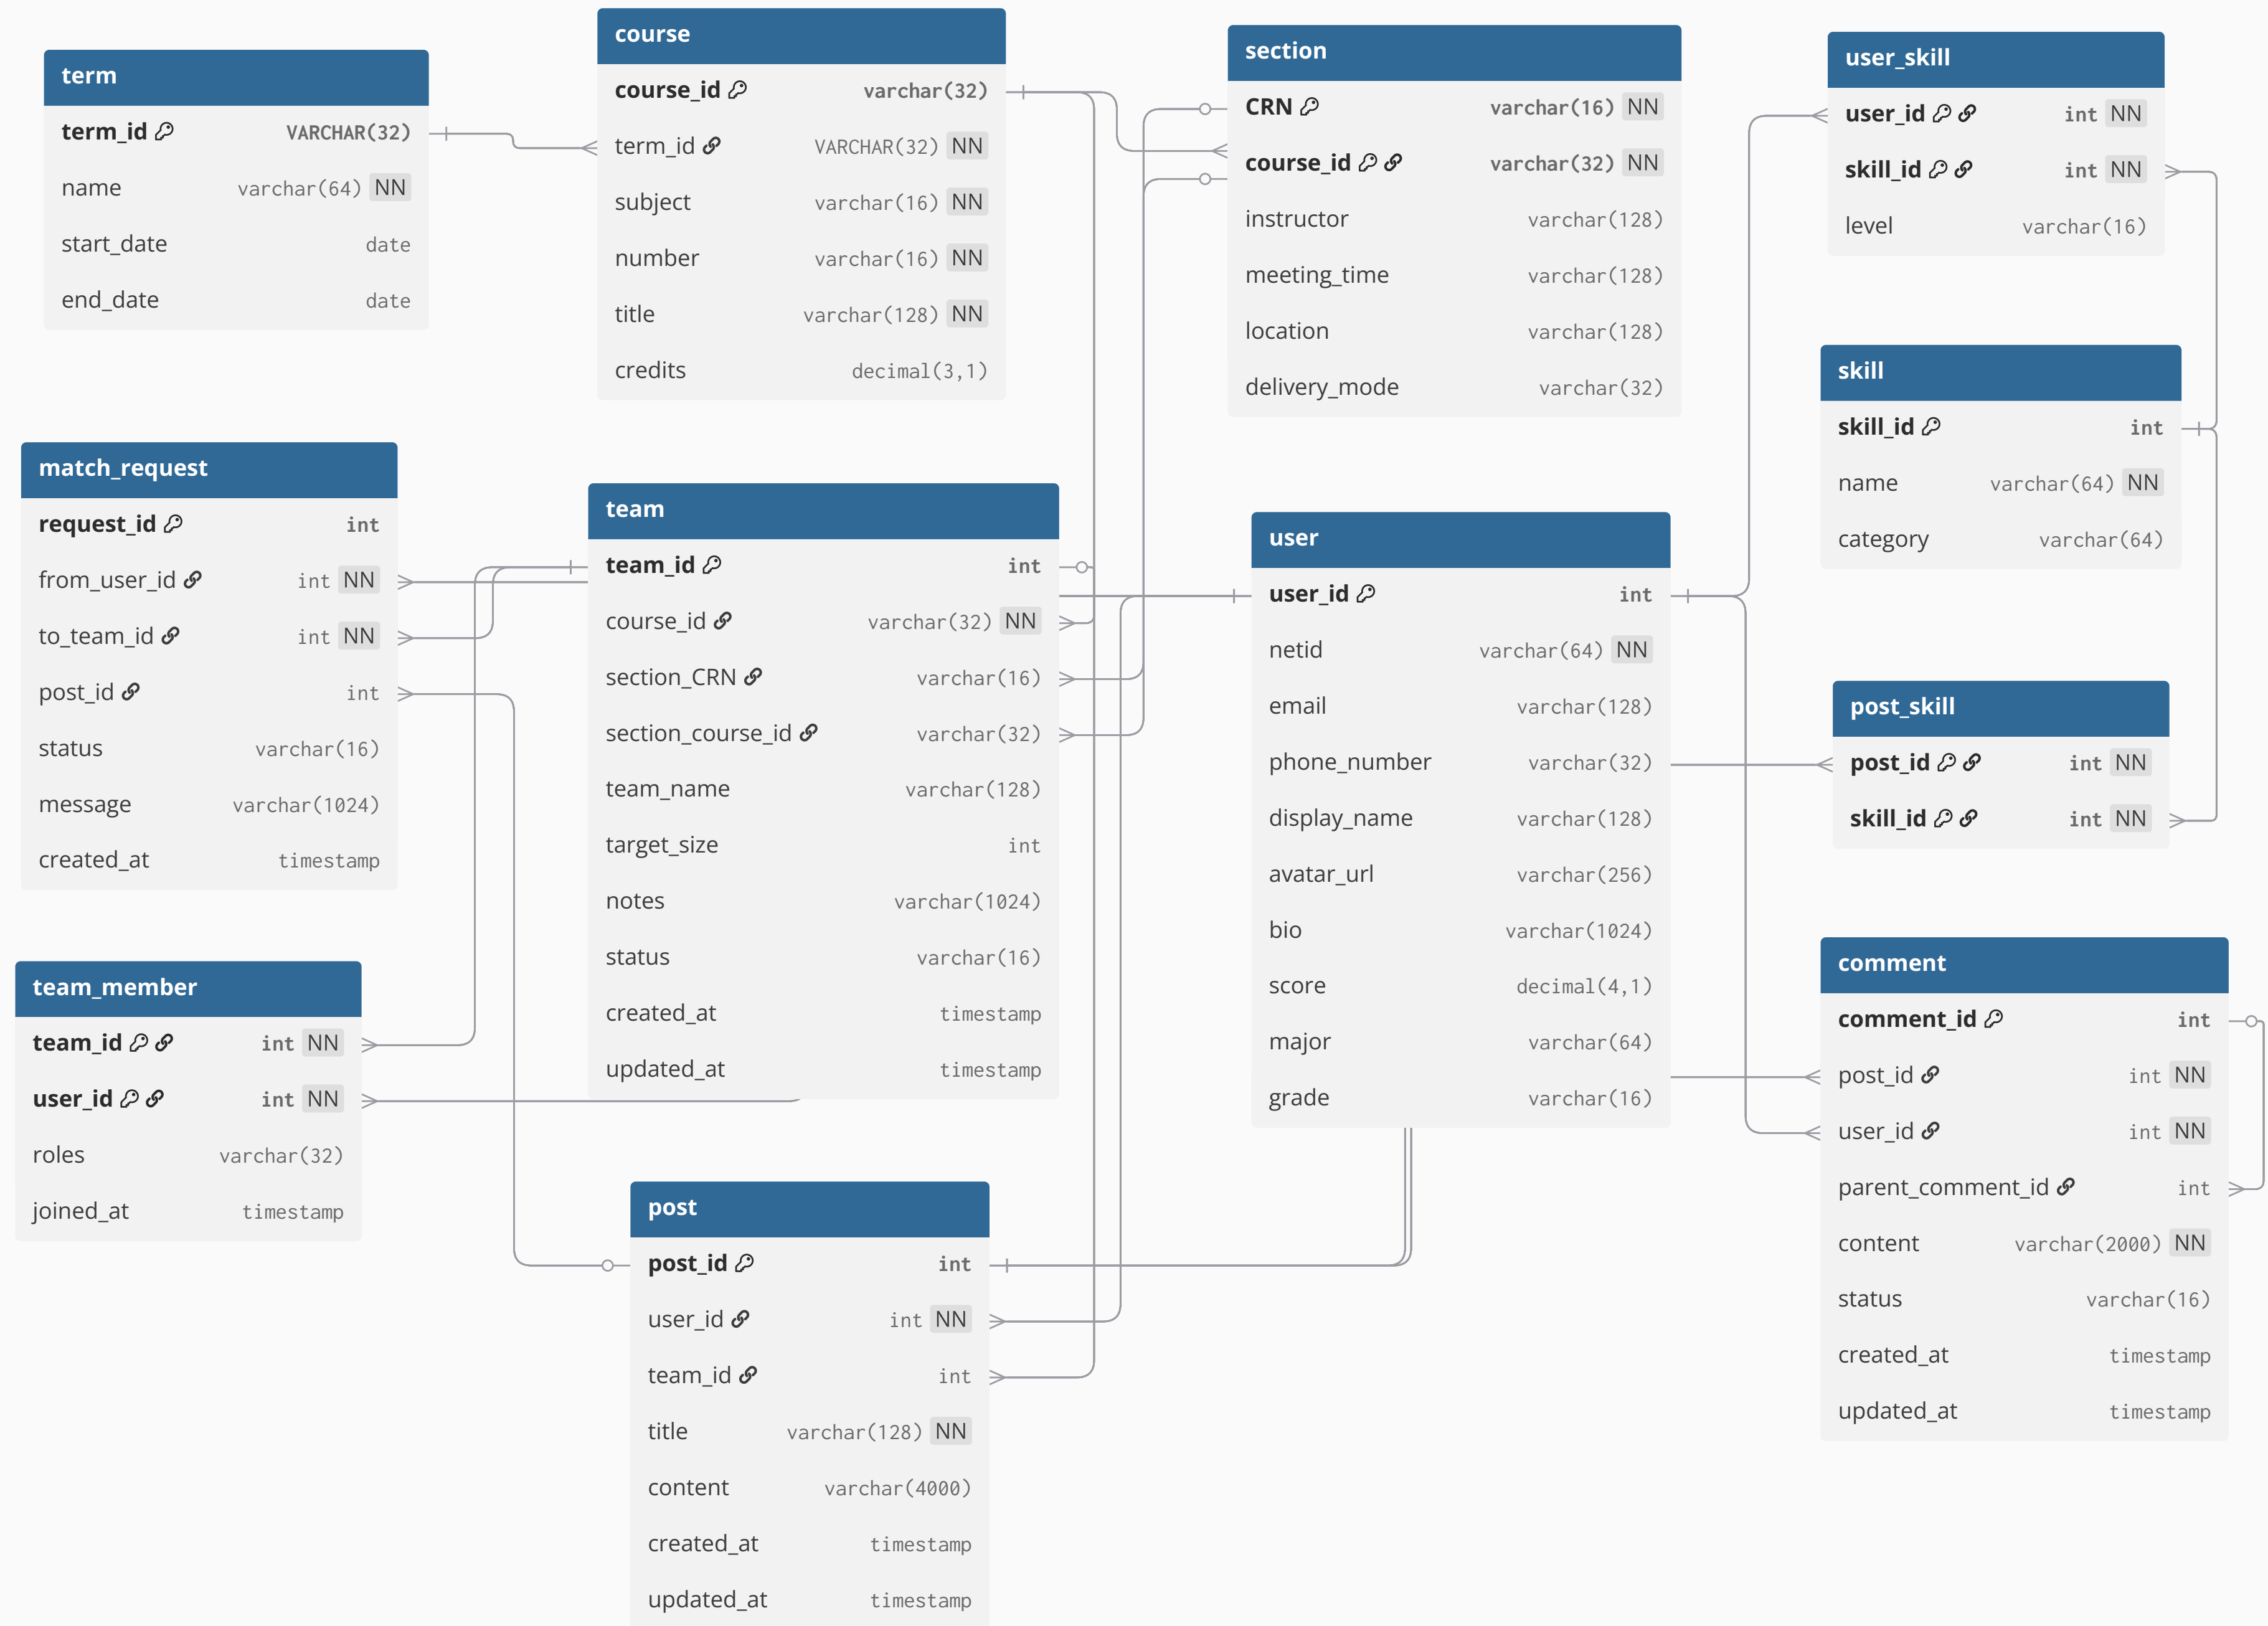 term
term_id VARCHAR(32)
name varchar(64) NN
start_date date
end_date date
course
course_id varchar(32)
term_id VARCHAR(32) NN
subject varchar(16) NN
number varchar(16) NN
title varchar(128) NN
credits decimal(3,1)
section
CRN varchar(16) NN
course_id varchar(32) NN
instructor varchar(128)
meeting_time varchar(128)
location varchar(128)
delivery_mode varchar(32)
user_skill
user_id int NN
skill_id int NN
level varchar(16)
skill
skill_id int
name varchar(64) NN
category varchar(64)
match_request
request_id int
from_user_id int NN
to_team_id int NN
post_id int
status varchar(16)
message varchar(1024)
created_at timestamp
team
team_id int
course_id varchar(32) NN
section_CRN varchar(16)
section_course_id varchar(32)
team_name varchar(128)
target_size int
notes varchar(1024)
status varchar(16)
created_at timestamp
updated_at timestamp
user
user_id int
netid varchar(64) NN
email varchar(128)
phone_number varchar(32)
display_name varchar(128)
avatar_url varchar(256)
bio varchar(1024)
score decimal(4,1)
major varchar(64)
grade varchar(16)
post_skill
post_id int NN
skill_id int NN
team_member
team_id int NN
user_id int NN
roles varchar(32)
joined_at timestamp
comment
comment_id int
post_id int NN
user_id int NN
parent_comment_id int
content varchar(2000) NN
status varchar(16)
created_at timestamp
updated_at timestamp
post
post_id int
user_id int NN
team_id int
title varchar(128) NN
content varchar(4000)
created_at timestamp
updated_at timestamp